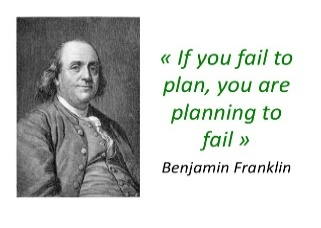 « If you fail to
plan, you are
planning to
fail »
Benjamin Franklin